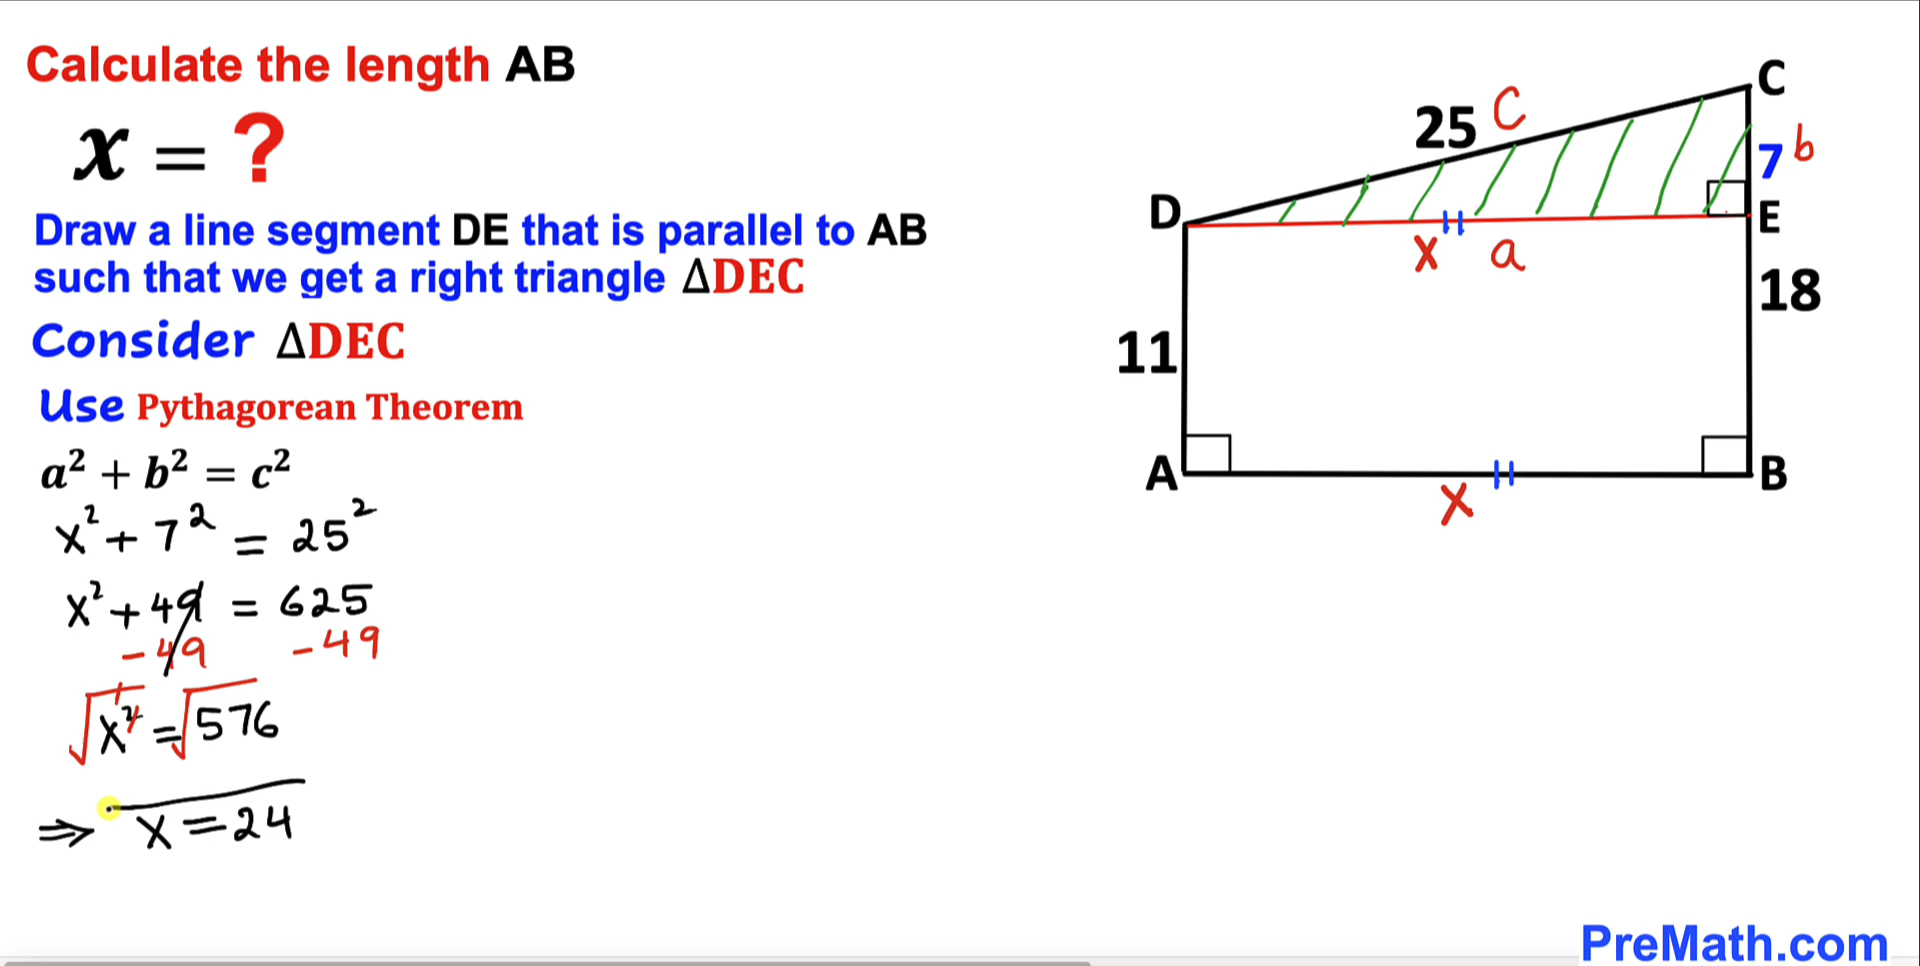 Calculate the length AB
x = ?
Draw a line segment DE that is parallel to AB
such that we get a right triangle ΔDEC
Consider ΔDEC
Use Pythagorean Theorem
a² + b² = c²
x² + 7² = 25²
x² + 49 = 625
-49 -49
√x² = √576
⇒ x = 24
C
25 C
7 b
D
E
x a
18
11
A
B
x
PreMath.com